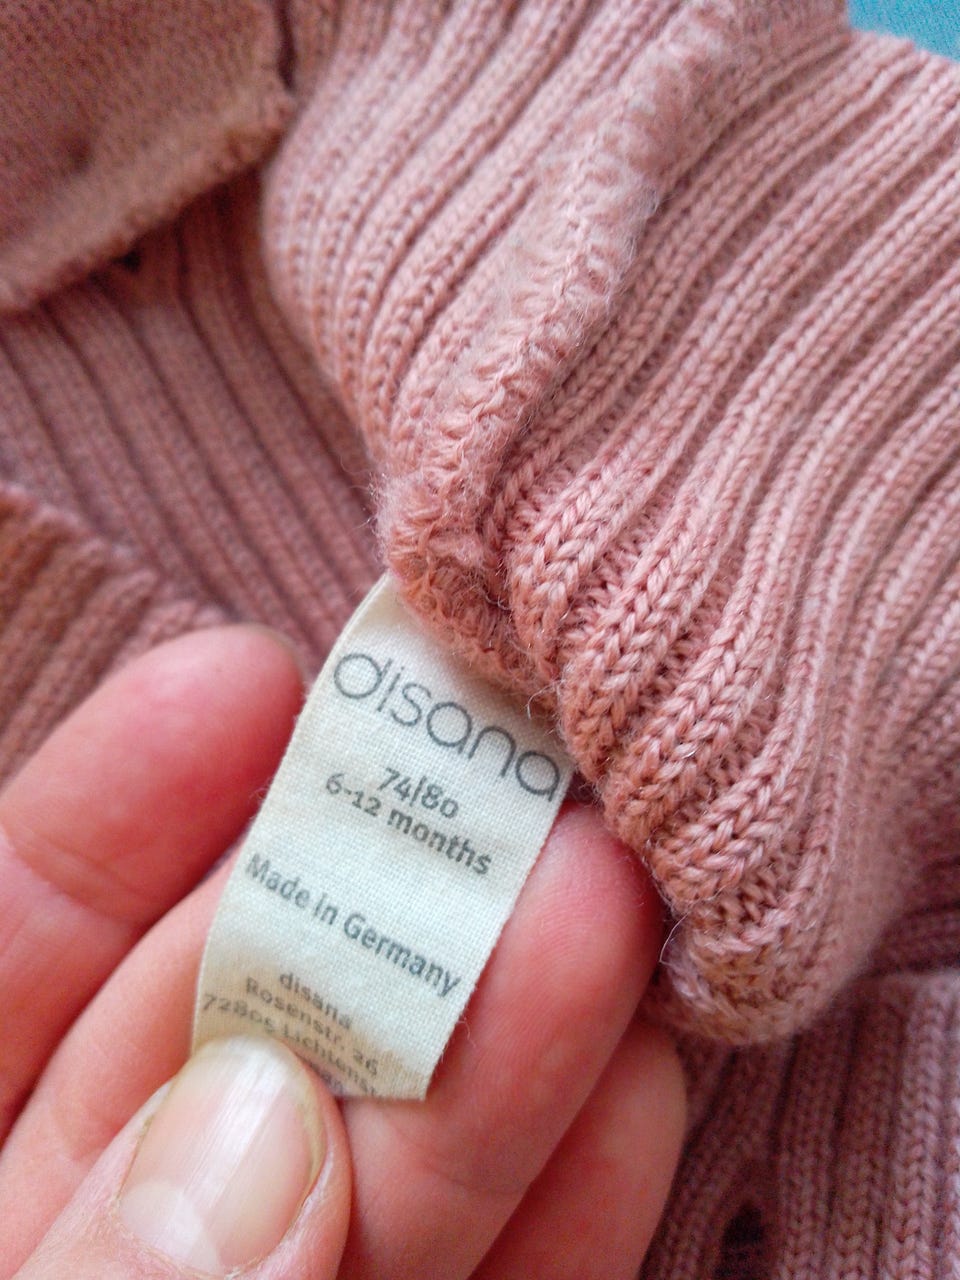 disana
74/80
6-12 months
Made in Germany
disana
Rosenstr. 26
72805